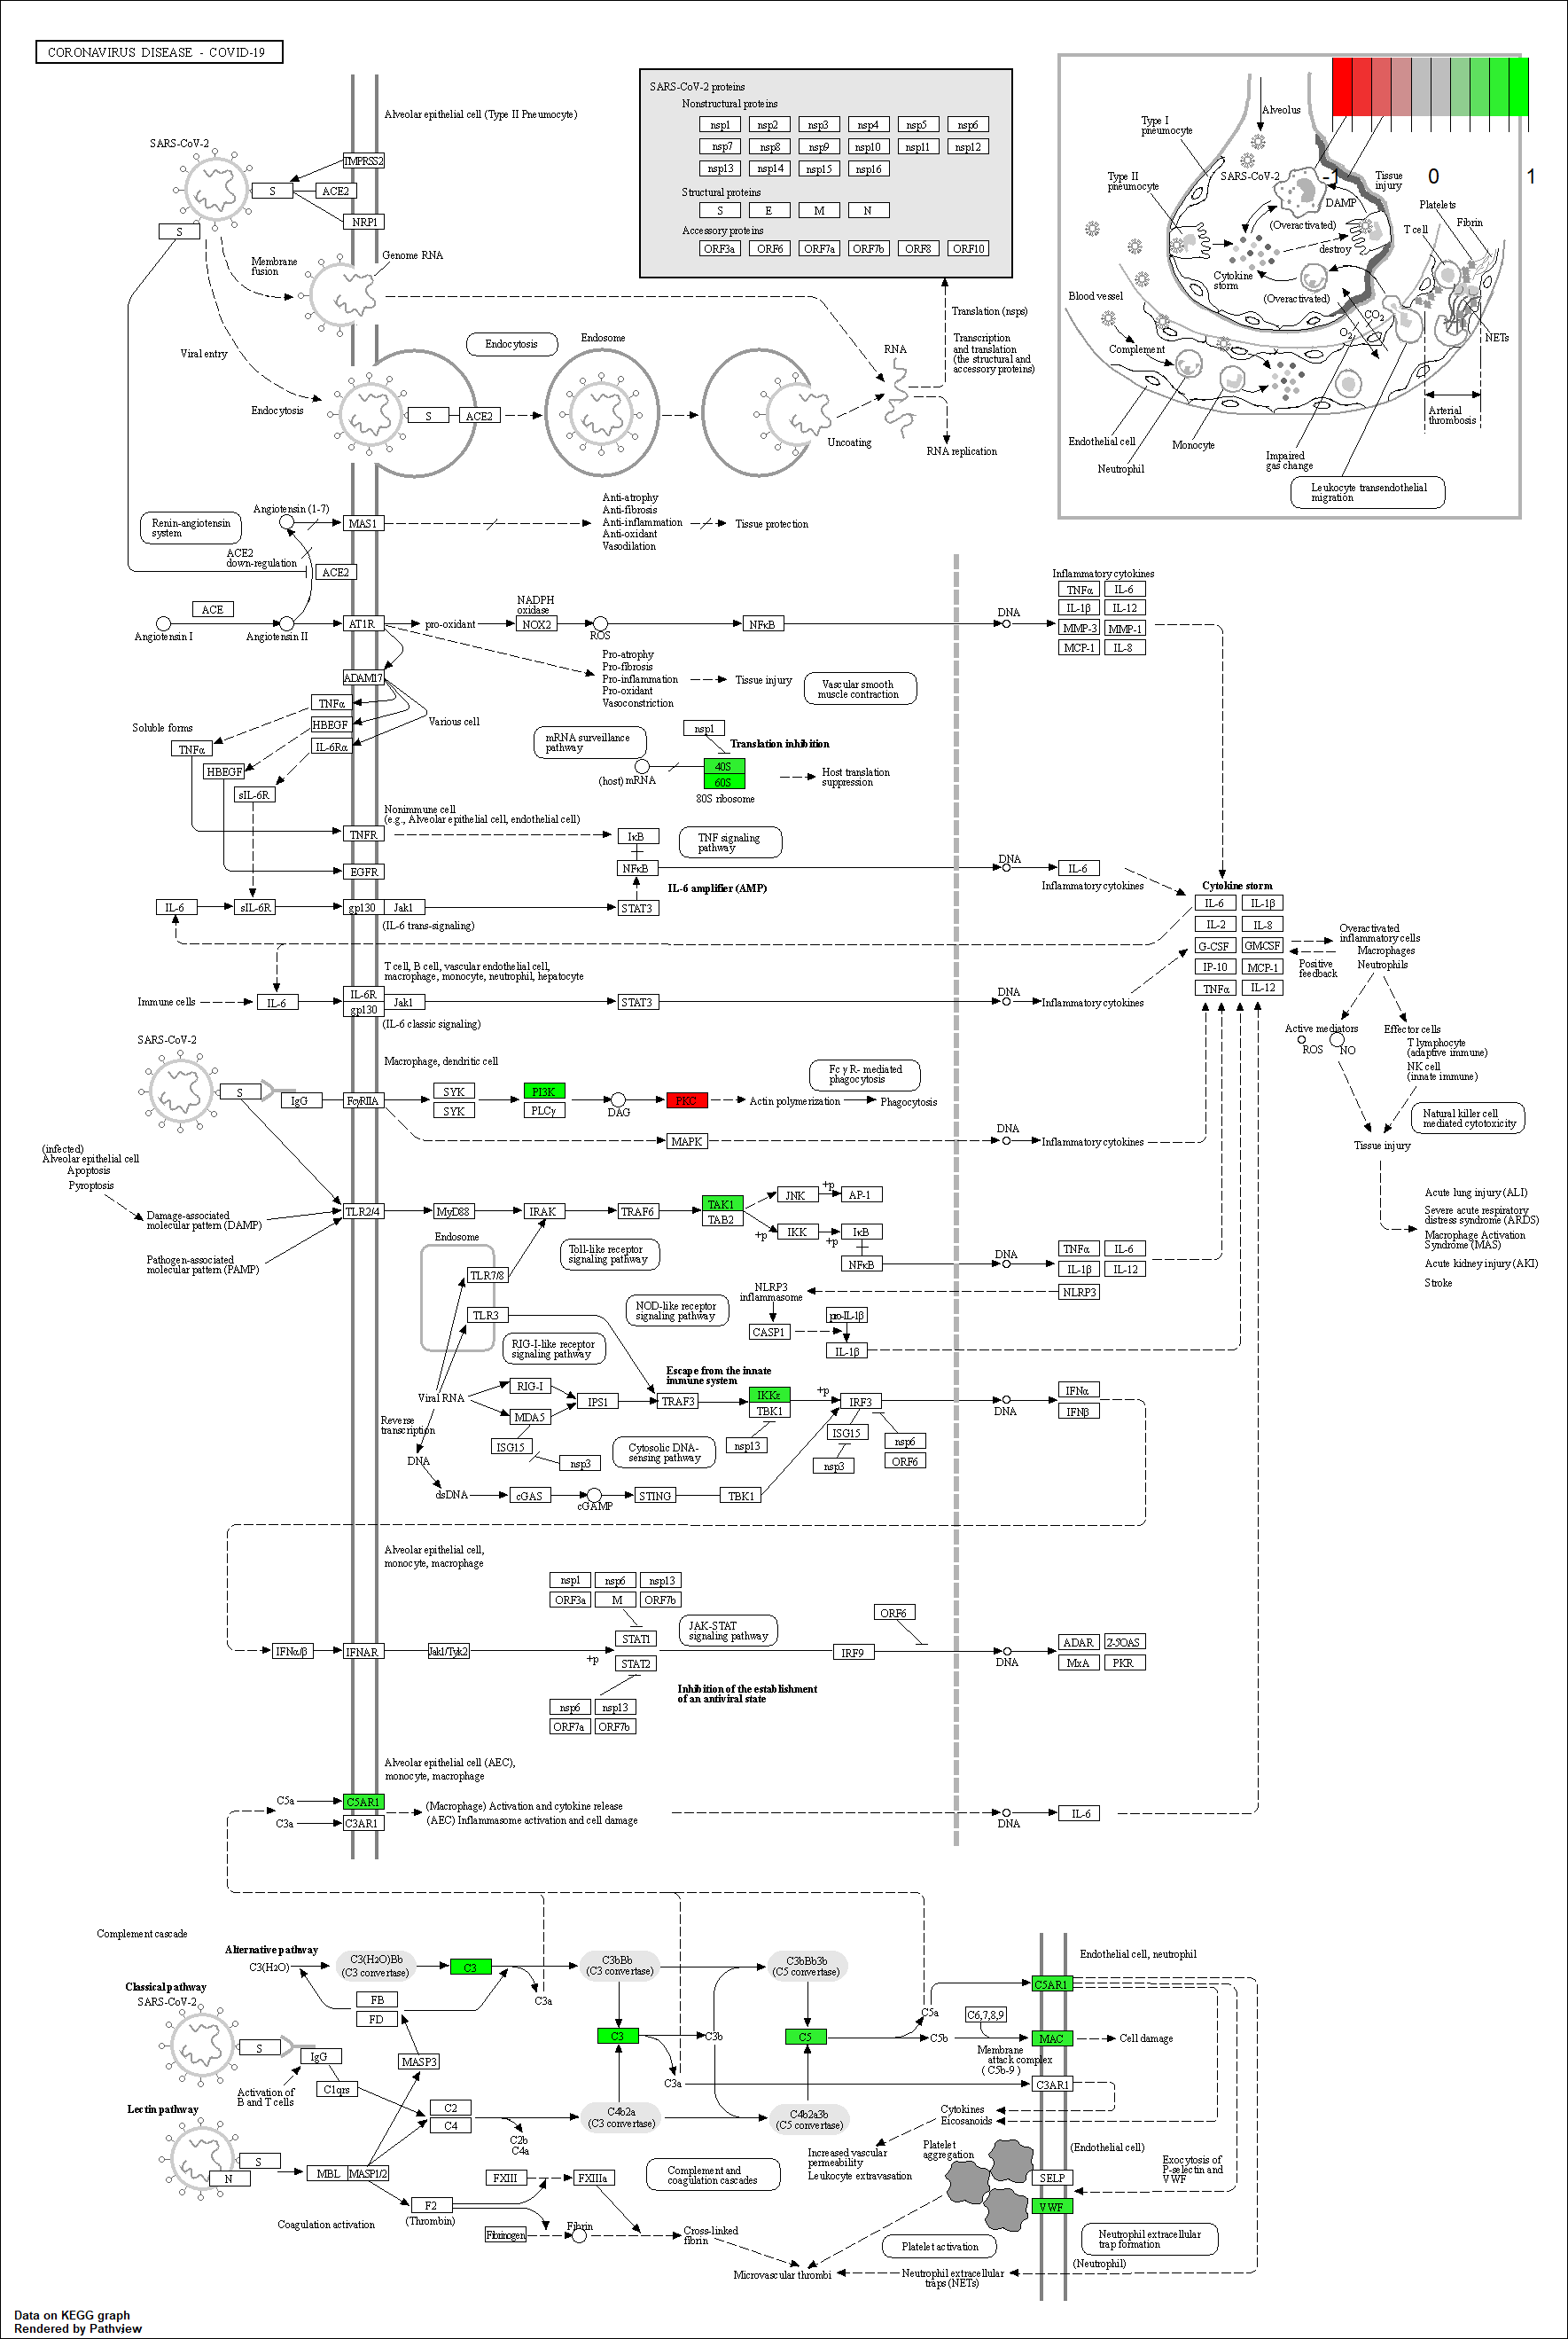 CORONAVIRUS DISEASE - COVID-19
Alveolar epithelial cell (Type II Pneumocyte)
SARS-CoV-2
TMPRSS2
S
ACE2
NRP1
S
Membrane
fusion
Genome RNA
Viral entry
Endocytosis
S
ACE2
Endocytosis
Endosome
Uncoating
RNA
RNA replication
Translation (nsps)
Transcription
and translation
(the structural and
accessory proteins)
SARS-CoV-2 proteins
Nonstructural proteins
nsp1 nsp2 nsp3 nsp4 nsp5 nsp6
nsp7 nsp8 nsp9 nsp10 nsp11 nsp12
nsp13 nsp14 nsp15 nsp16
Structural proteins
S E M N
Accessory proteins
ORF3a ORF6 ORF7a ORF7b ORF8 ORF10
-1 0 1
Alveolus
Type I
pneumocyte
Type II
pneumocyte
SARS-CoV-2
DAMP
(Overactivated)
Tissue
injury
Platelets
Fibrin
T cell
destroy
Cytokine
storm
(Overactivated)
Blood vessel
Complement
O2
CO2
NETs
Arterial
thrombosis
Endothelial cell
Neutrophil
Monocyte
Impaired
gas change
Leukocyte transendothelial
migration
Renin-angiotensin
system
Angiotensin (1-7)
MAS1
Anti-atrophy
Anti-fibrosis
Anti-inflammation
Anti-oxidant
Vasodilation
Tissue protection
ACE2
down-regulation
ACE2
ACE
Angiotensin I
Angiotensin II
AT1R
pro-oxidant
NADPH
oxidase
NOX2
ROS
NFκB
DNA
Inflammatory cytokines
TNFα IL-6
IL-1β IL-12
MMP-3 MMP-1
MCP-1 IL-8
Pro-atrophy
Pro-fibrosis
Pro-inflammation
Pro-oxidant
Vasoconstriction
Tissue injury
Vascular smooth
muscle contraction
ADAM17
TNFα
HBEGF
IL-6Rα
Various cell
Soluble forms
TNFα
HBEGF
sIL-6R
mRNA surveillance
pathway
nsp1
Translation inhibition
(host) mRNA
40S
60S
80S ribosome
Host translation
suppression
Nonimmune cell
(e.g., Alveolar epithelial cell, endothelial cell)
TNFR
EGFR
IκB
NFκB
STAT3
TNF signaling
pathway
IL-6 amplifier (AMP)
DNA
IL-6
Inflammatory cytokines
IL-6
sIL-6R
gp130
Jak1
(IL-6 trans-signaling)
T cell, B cell, vascular endothelial cell,
macrophage, monocyte, neutrophil, hepatocyte
Immune cells
IL-6
IL-6R
gp130
Jak1
(IL-6 classic signaling)
STAT3
DNA
Inflammatory cytokines
Cytokine storm
IL-6 IL-1β
IL-2 IL-8
G-CSF GMCSF
IP-10 MCP-1
TNFα IL-12
Positive
feedback
Overactivated
inflammatory cells
Macrophages
Neutrophils
Active mediators
ROS NO
Effector cells
T lymphocyte
(adaptive immune)
NK cell
(innate immune)
Natural killer cell
mediated cytotoxicity
Tissue injury
Acute lung injury (ALI)
Severe acute respiratory
distress syndrome (ARDS)
Macrophage Activation
Syndrome (MAS)
Acute kidney injury (AKI)
Stroke
SARS-CoV-2
S
IgG
Macrophage, dendritic cell
FcγRIIA
SYK
SYK
PI3K
PLCγ
DAG
PKC
Actin polymerization
Phagocytosis
Fc γ R- mediated
phagocytosis
MAPK
DNA
Inflammatory cytokines
(infected)
Alveolar epithelial cell
Apoptosis
Pyroptosis
Damage-associated
molecular pattern (DAMP)
Pathogen-associated
molecular pattern (PAMP)
TLR2/4
MyD88
IRAK
TRAF6
TAK1
TAB2
JNK
+p
AP-1
+p
IKK
+p
IκB
NFκB
DNA
TNFα IL-6
IL-1β IL-12
NLRP3
Endosome
TLR7/8
TLR3
Toll-like receptor
signaling pathway
NOD-like receptor
signaling pathway
RIG-I-like receptor
signaling pathway
NLRP3
inflammasome
CASP1
pro-IL-1β
IL-1β
Escape from the innate
immune system
Viral RNA
RIG-I
MDA5
IPS1
TRAF3
IKKε
TBK1
+p
IRF3
DNA
IFNα
IFNβ
Reverse
transcription
ISG15
nsp3
Cytosolic DNA-
sensing pathway
nsp13
ISG15
nsp3
nsp6
ORF6
DNA
dsDNA
cGAS
cGAMP
STING
TBK1
Alveolar epithelial cell,
monocyte, macrophage
nsp1 nsp6 nsp13
ORF3a M ORF7b
JAK-STAT
signaling pathway
ORF6
IFNα/β
IFNAR
Jak1/Tyk2
+p
STAT1
STAT2
IRF9
DNA
ADAR 2-5OAS
MxA PKR
Inhibition of the establishment
of an antiviral state
nsp6 nsp13
ORF7a ORF7b
Alveolar epithelial cell (AEC),
monocyte, macrophage
C5a
C5AR1
C3a
C3AR1
(Macrophage) Activation and cytokine release
(AEC) Inflammasome activation and cell damage
DNA
IL-6
Complement cascade
Alternative pathway
C3(H2O)
C3(H2O)Bb
(C3 convertase)
C3
C3a
C3bBb
(C3 convertase)
C3bBb3b
(C5 convertase)
Endothelial cell, neutrophil
C5AR1
Classical pathway
SARS-CoV-2
FB
FD
S
IgG
MASP3
C1qrs
Activation of
B and T cells
C3
C3b
C3a
C5
C5a
C5b
C6,7,8,9
MAC
Cell damage
Membrane
attack complex
( C5b-9 )
C3AR1
Lectin pathway
S
N
MBL
MASP1/2
C2
C4
C2b
C4a
C4b2a
(C3 convertase)
C4b2a3b
(C5 convertase)
Cytokines
Eicosanoids
Increased vascular
permeability
Leukocyte extravasation
Platelet
aggregation
(Endothelial cell)
SELP
VWF
Exocytosis of
P-selectin and
VWF
Coagulation activation
F2
(Thrombin)
FXIII
FXIIIa
Fibrinogen
Fibrin
Cross-linked
fibrin
Complement and
coagulation cascades
Microvascular thrombi
Platelet activation
Neutrophil extracellular
traps (NETs)
Neutrophil extracellular
trap formation
(Neutrophil)
Data on KEGG graph
Rendered by Pathview